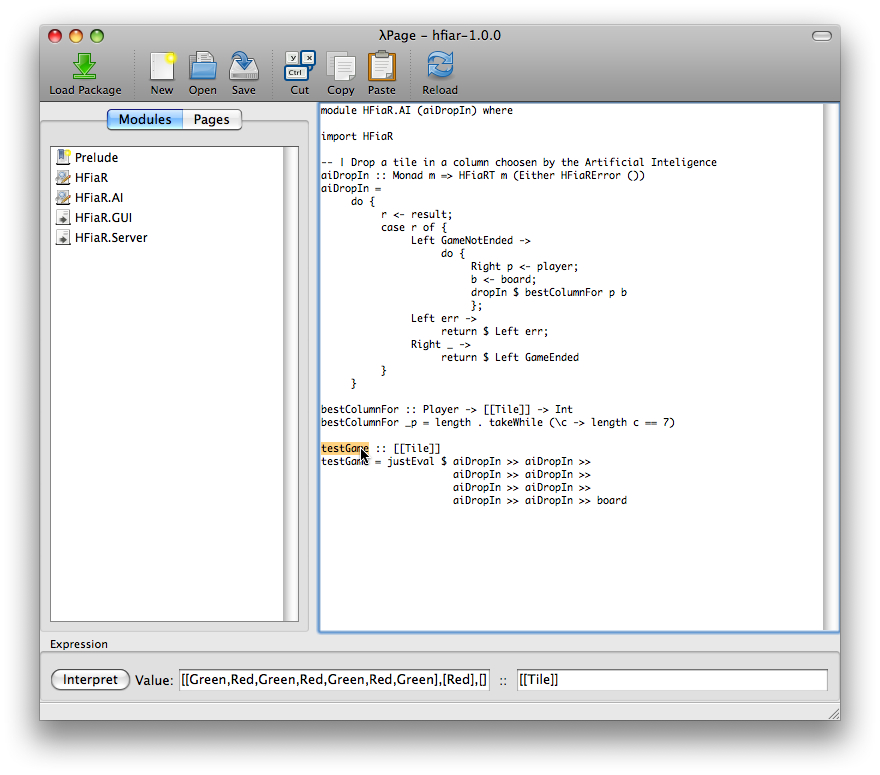 λPage - hfiar-1.0.0
Load Package New Open Save Cut Copy Paste Reload
y x
Ctrl
Modules Pages
Prelude
HFiaR
HFiaR.AI
HFiaR.GUI
HFiaR.Server
module HFiaR.AI (aiDropIn) where
import HFiaR
-- | Drop a tile in a column choosen by the Artificial Inteligence
aiDropIn :: Monad m => HFiaRT m (Either HFiaRError ())
aiDropIn =
do {
r <- result;
case r of {
Left GameNotEnded ->
do {
Right p <- player;
b <- board;
dropIn $ bestColumnFor p b
};
Left err ->
return $ Left err;
Right _ ->
return $ Left GameEnded
}
}
bestColumnFor :: Player -> [[Tile]] -> Int
bestColumnFor _p = length . takeWhile (\c -> length c == 7)
testGame :: [[Tile]]
testGame = justEval $ aiDropIn >> aiDropIn >>
aiDropIn >> aiDropIn >>
aiDropIn >> aiDropIn >>
aiDropIn >> aiDropIn >> board
Expression
Interpret Value: [[Green,Red,Green,Red,Green,Red,Green],[Red],[] :: [[Tile]]